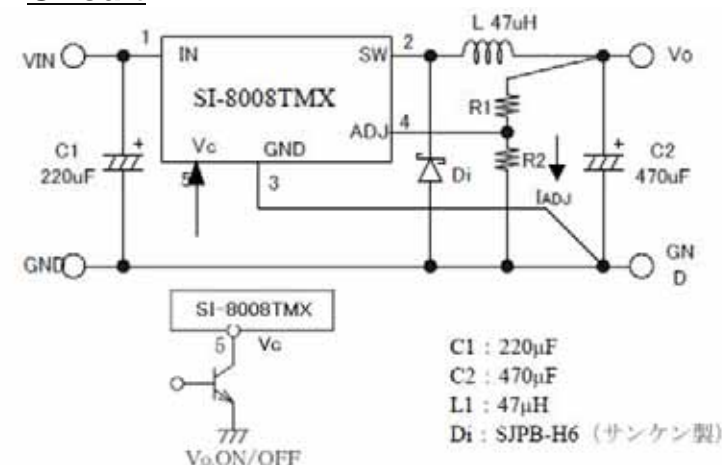 L 47uH
1
IN
SW
2
VIN
Vo
SI-8008TMX
R1
ADJ
4
Vc
GND
C1
220uF
5
3
Di
R2
IADJ
C2
470uF
GND
GN
D
SI-8008TMX
5
Vc
Vo.ON/OFF
C1 : 220μF
C2 : 470μF
L1 : 47μH
Di : SJPB-H6 (サンケン製)